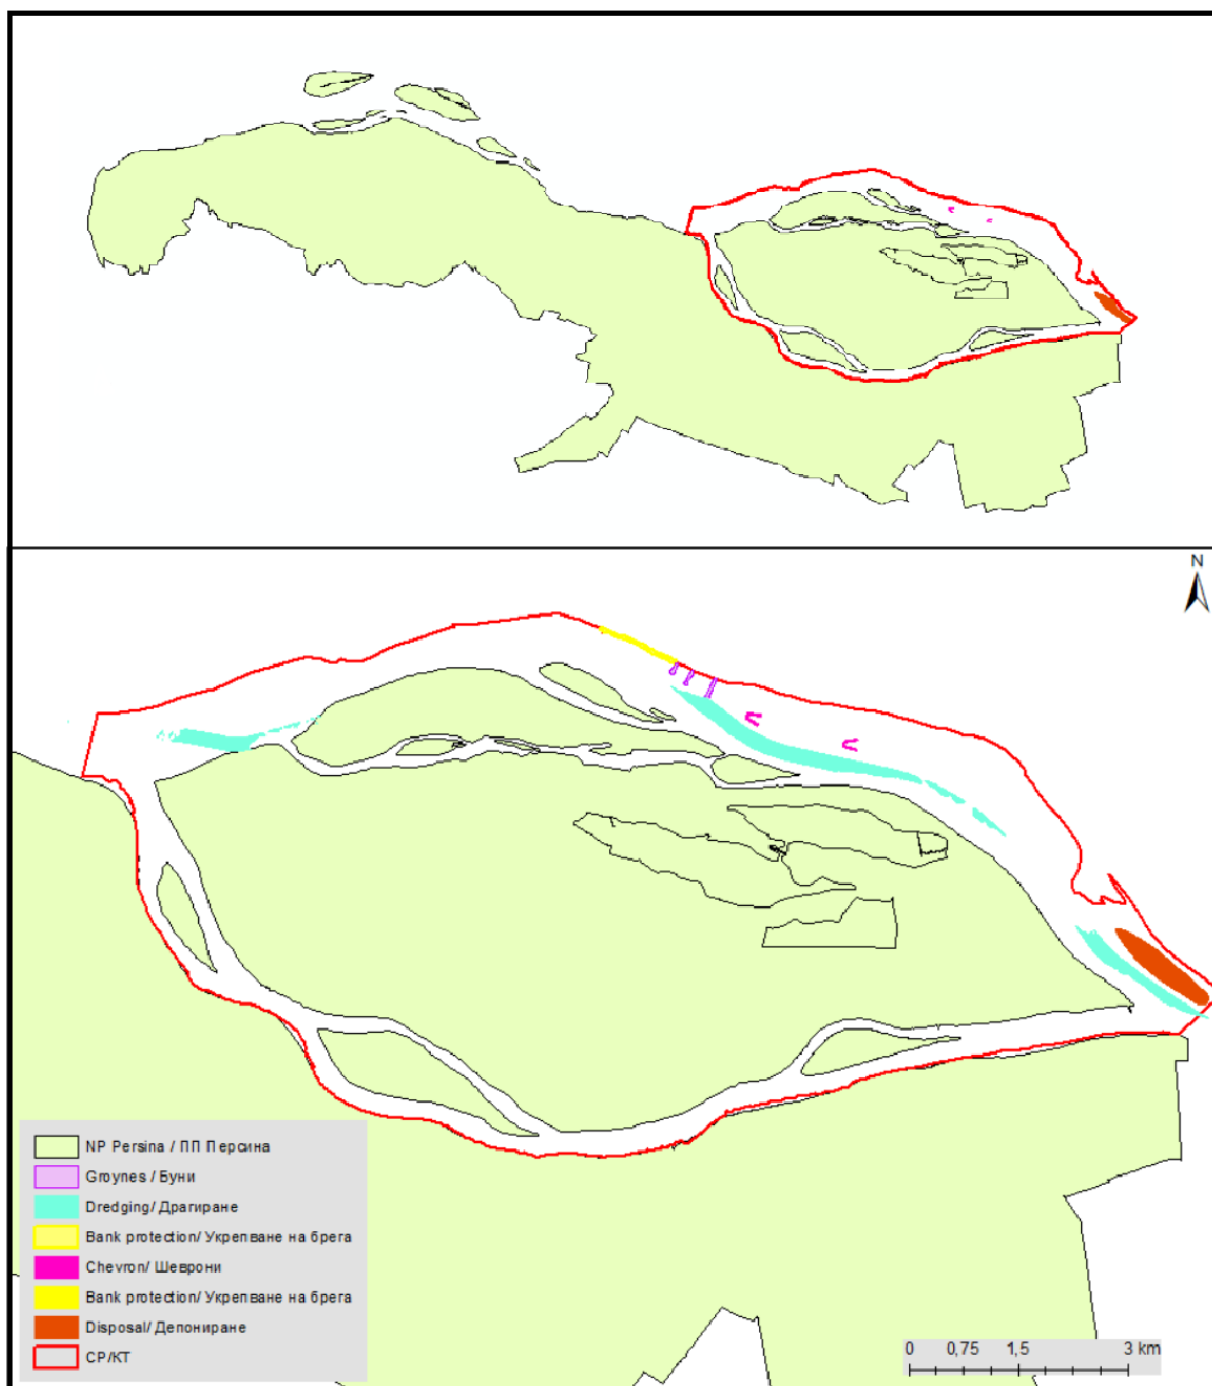 N
NP Persina / ПП Персина
Groynes / Буни
Dredging/ Драгиране
Bank protection/ Укрепване на брега
Chevron/ Шеврони
Bank protection/ Укрепване на брега
Disposal/ Депониране
CP/KT
0 0,75 1,5 3 km